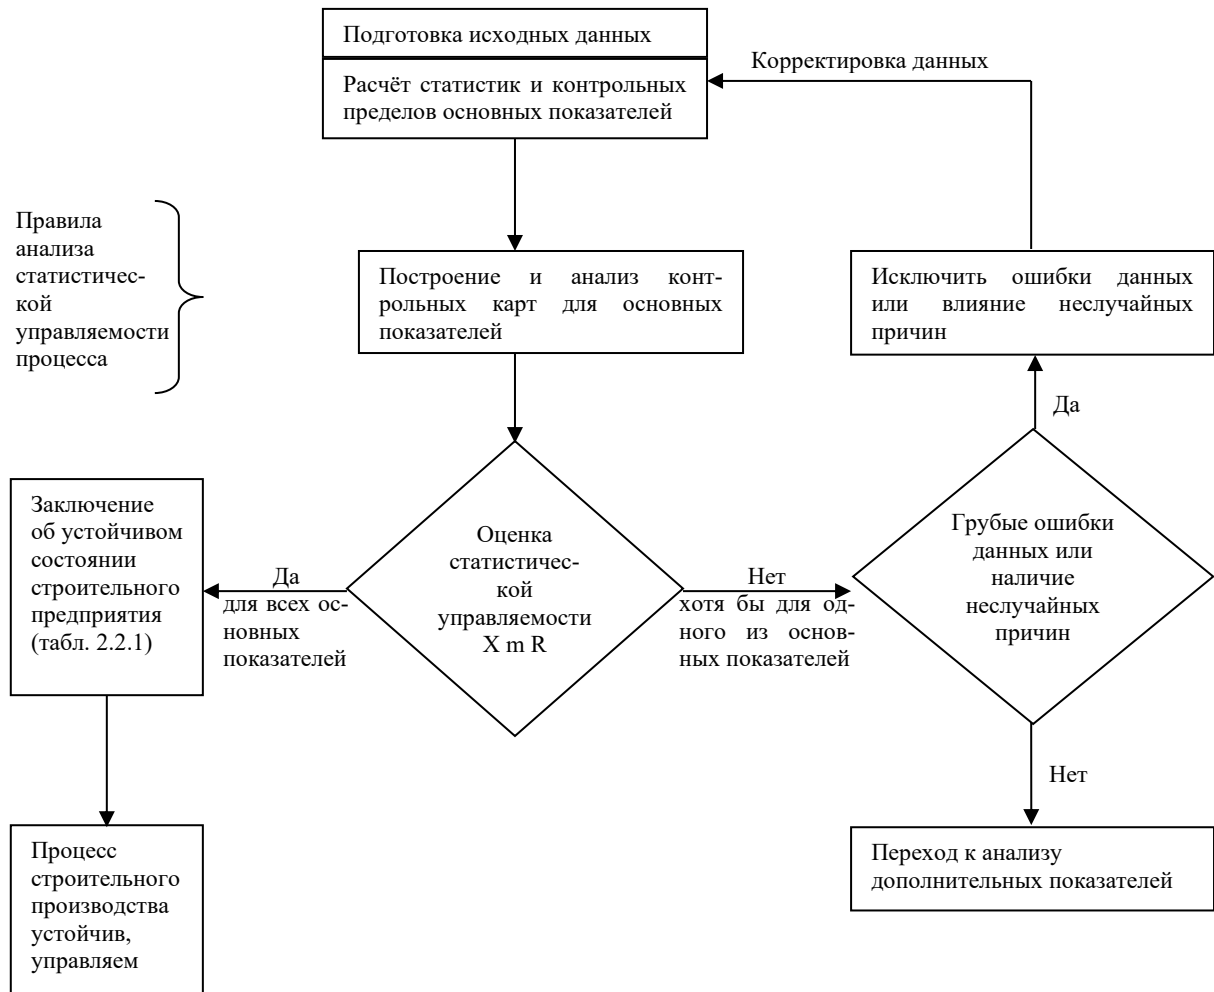 Подготовка исходных данных
Расчёт статистик и контрольных
пределов основных показателей
Корректировка данных
Правила
анализа
статистичес-
кой
управляемости
процесса
Построение и анализ конт-
рольных карт для основных
показателей
Исключить ошибки данных
или влияние неслучайных
причин
Да
Заключение
об устойчивом
состоянии
строительного
предприятия
(табл. 2.2.1)
Да
для всех ос-
новных
показателей
Оценка
статистичес-
кой
управляемости
X m R
Нет
хотя бы для од-
ного из основ-
ных показателей
Грубые ошибки
данных или
наличие
неслучайных
причин
Нет
Процесс
строительного
производства
устойчив,
управляем
Переход к анализу
дополнительных показателей